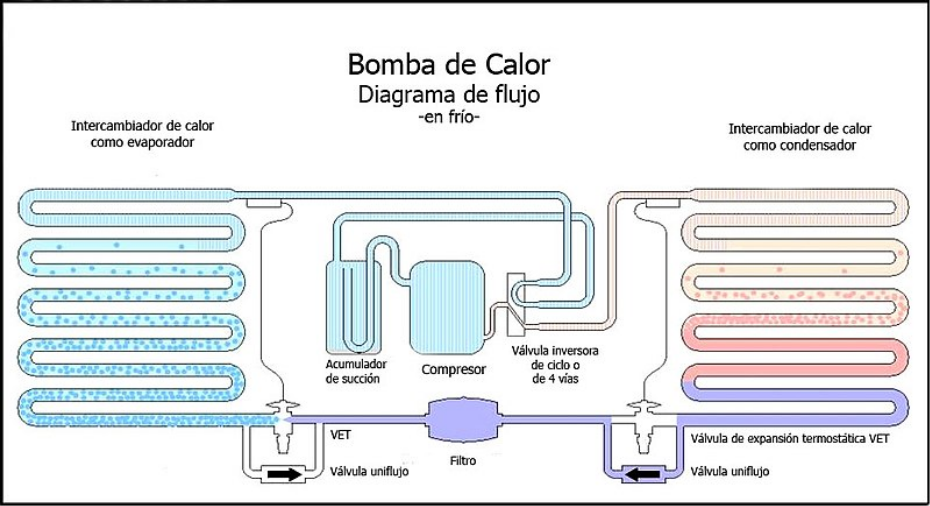 Bomba de Calor
Diagrama de flujo
-en frío-
Intercambiador de calor
como evaporador
Intercambiador de calor
como condensador
Acumulador
de succión
Compresor
Válvula inversora
de ciclo o
de 4 vías
VET
Filtro
Válvula de expansión termostática VET
Válvula uniflujo
Válvula uniflujo